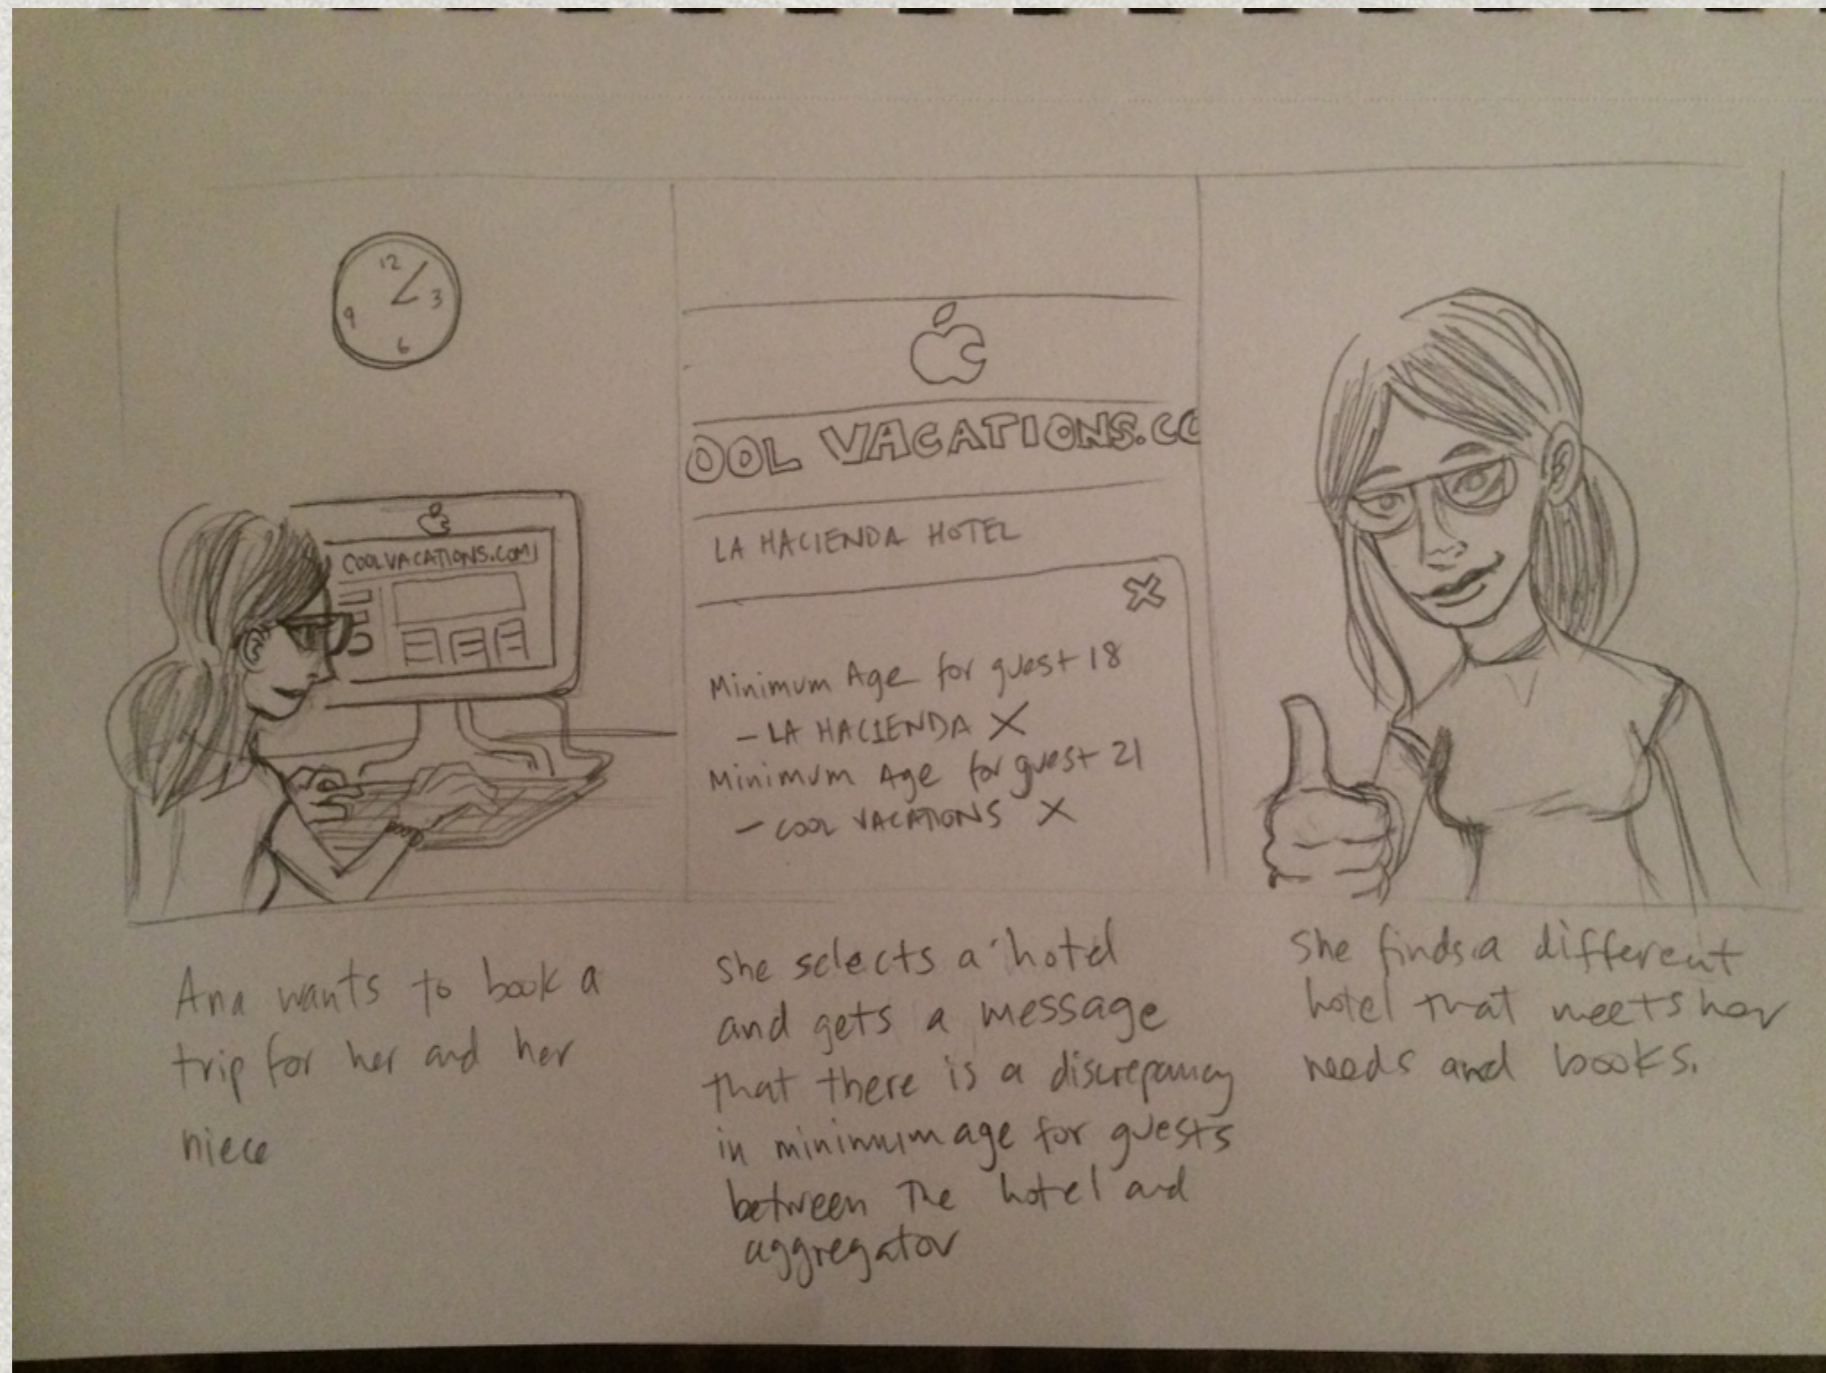 12
3
6
9
COOLVACATIONS.COM
Ana wants to book a
trip for her and her
niece
OOL VACATIONS.CO
LA HACIENDA HOTEL
X
Minimum Age for guest 18
- LA HACIENDA X
Minimum Age for guest 21
- COOL VACATIONS X
she selects a hotel
and gets a message
that there is a discrepancy
in minimum age for guests
between the hotel and
aggregator
she finds a different
hotel that meets her
needs and books.